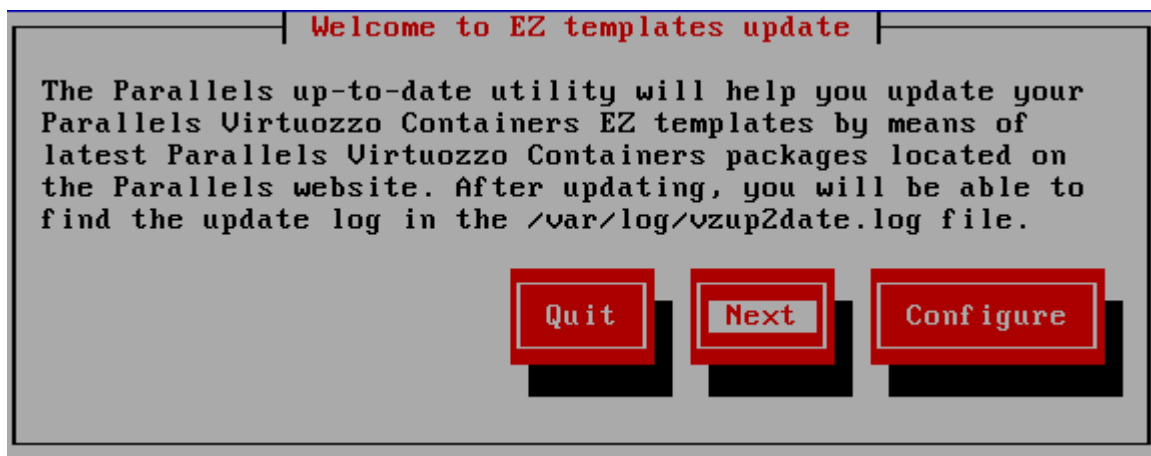 Welcome to EZ templates update
The Parallels up-to-date utility will help you update your
Parallels Virtuozzo Containers EZ templates by means of
latest Parallels Virtuozzo Containers packages located on
the Parallels website. After updating, you will be able to
find the update log in the /var/log/vzup2date.log file.
Quit Next Configure